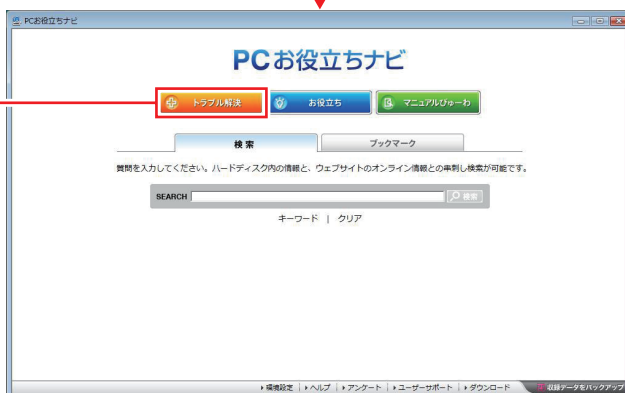 PCお役立ちナビ
PCお役立ちナビ
トラブル解決 お役立ち マニュアルびゅーわ
検索 ブックマーク
質問を入力してください。ハードディスク内の情報と、ウェブサイトのオンライン情報との串刺し検索が可能です。
SEARCH 検索
キーワード | クリア
環境設定 | ヘルプ | アンケート | ユーザーサポート | ダウンロード 収録データをバックアップ